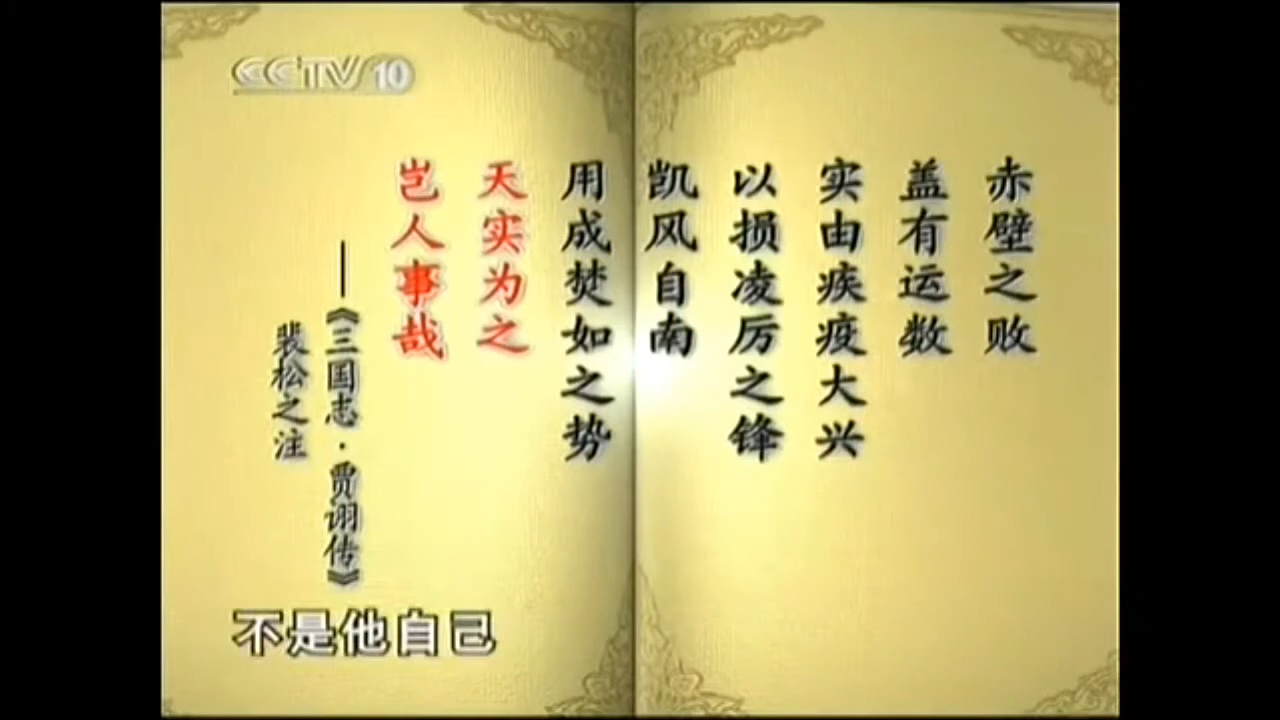 CCTV 10
赤壁之败
盖有运数
实由疾疫大兴
以损凌厉之锋
凯风自南
用成焚如之势
天实为之
岂人事哉
——《三国志·贾诩传》
裴松之注
不是他自己